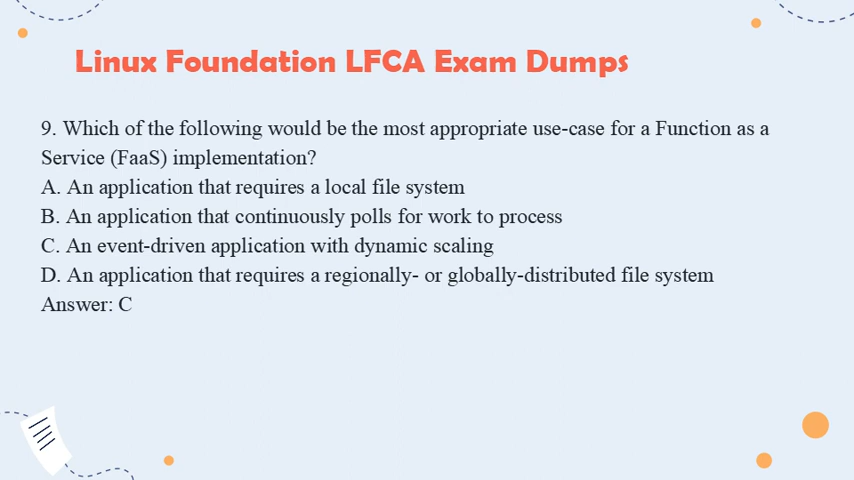 Linux Foundation LFCA Exam Dumps
9. Which of the following would be the most appropriate use-case for a Function as a
Service (FaaS) implementation?
A. An application that requires a local file system
B. An application that continuously polls for work to process
C. An event-driven application with dynamic scaling
D. An application that requires a regionally- or globally-distributed file system
Answer: C